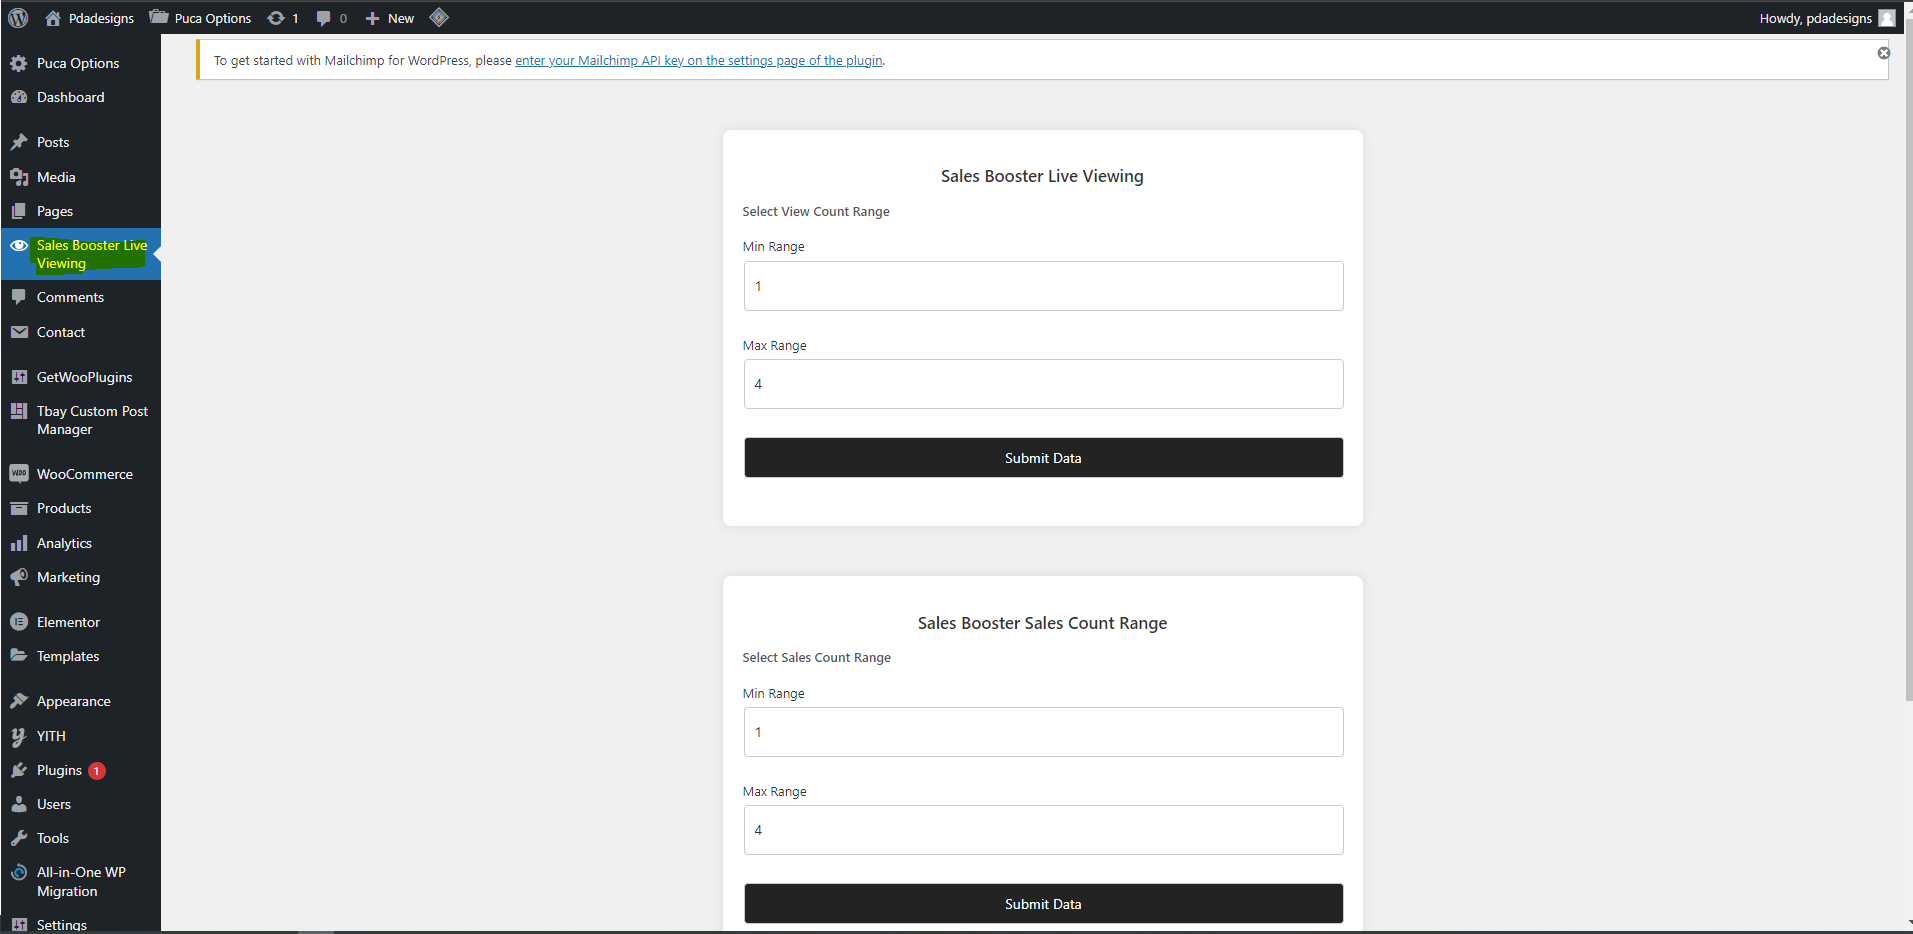 Pdadesigns Puca Options 1 0 New Howdy, pdadesigns
Puca Options
Dashboard
Posts
Media
Pages
Sales Booster Live
Viewing
Comments
Contact
GetWooPlugins
Tbay Custom Post
Manager
WooCommerce
Products
Analytics
Marketing
Elementor
Templates
Appearance
YITH
Plugins 1
Users
Tools
All-in-One WP
Migration
Settings
To get started with Mailchimp for WordPress, please enter your Mailchimp API key on the settings page of the plugin.
Sales Booster Live Viewing
Select View Count Range
Min Range
1
Max Range
4
Submit Data
Sales Booster Sales Count Range
Select Sales Count Range
Min Range
1
Max Range
4
Submit Data